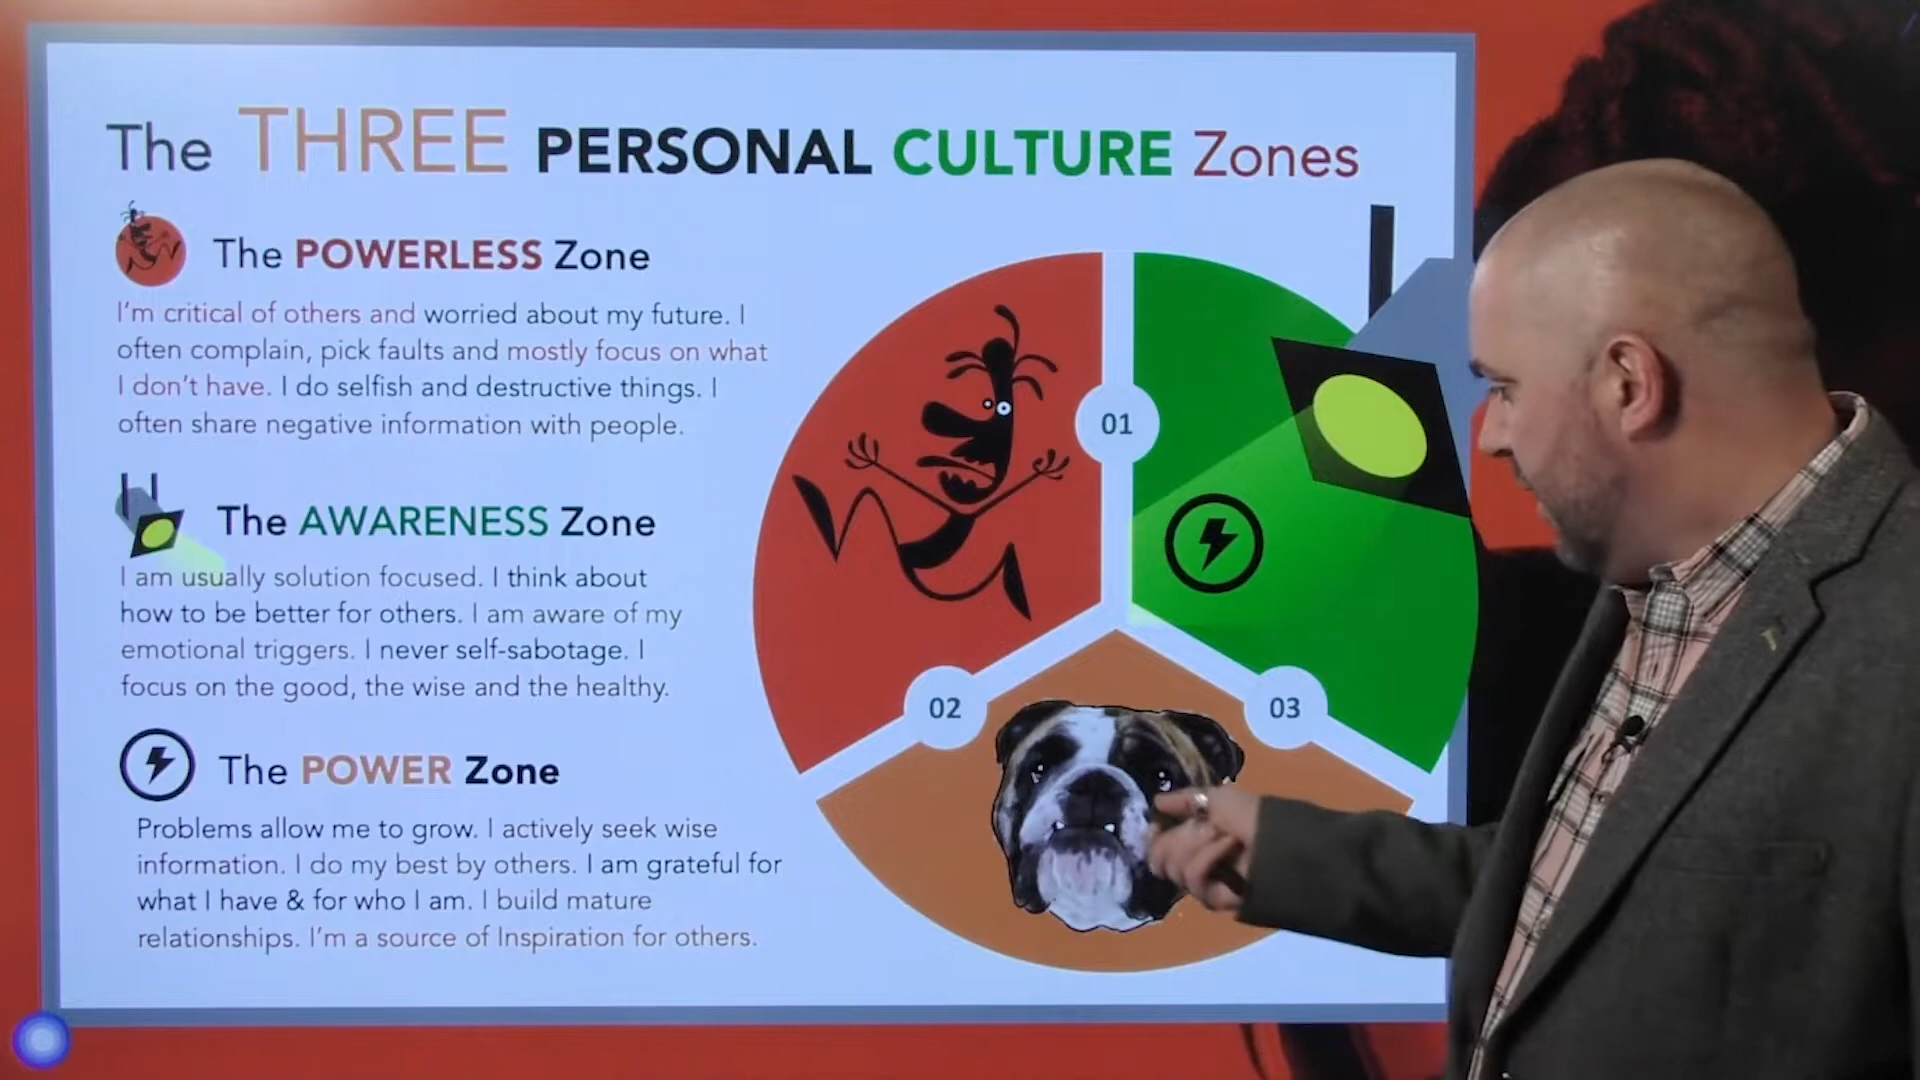 The THREE PERSONAL CULTURE Zones
The POWERLESS Zone
I'm critical of others and worried about my future. I
often complain, pick faults and mostly focus on what
I don't have. I do selfish and destructive things. I
often share negative information with people.
The AWARENESS Zone
I am usually solution focused. I think about
how to be better for others. I am aware of my
emotional triggers. I never self-sabotage. I
focus on the good, the wise and the healthy.
The POWER Zone
Problems allow me to grow. I actively seek wise
information. I do my best by others. I am grateful for
what I have & for who I am. I build mature
relationships. I'm a source of Inspiration for others.
01
02
03